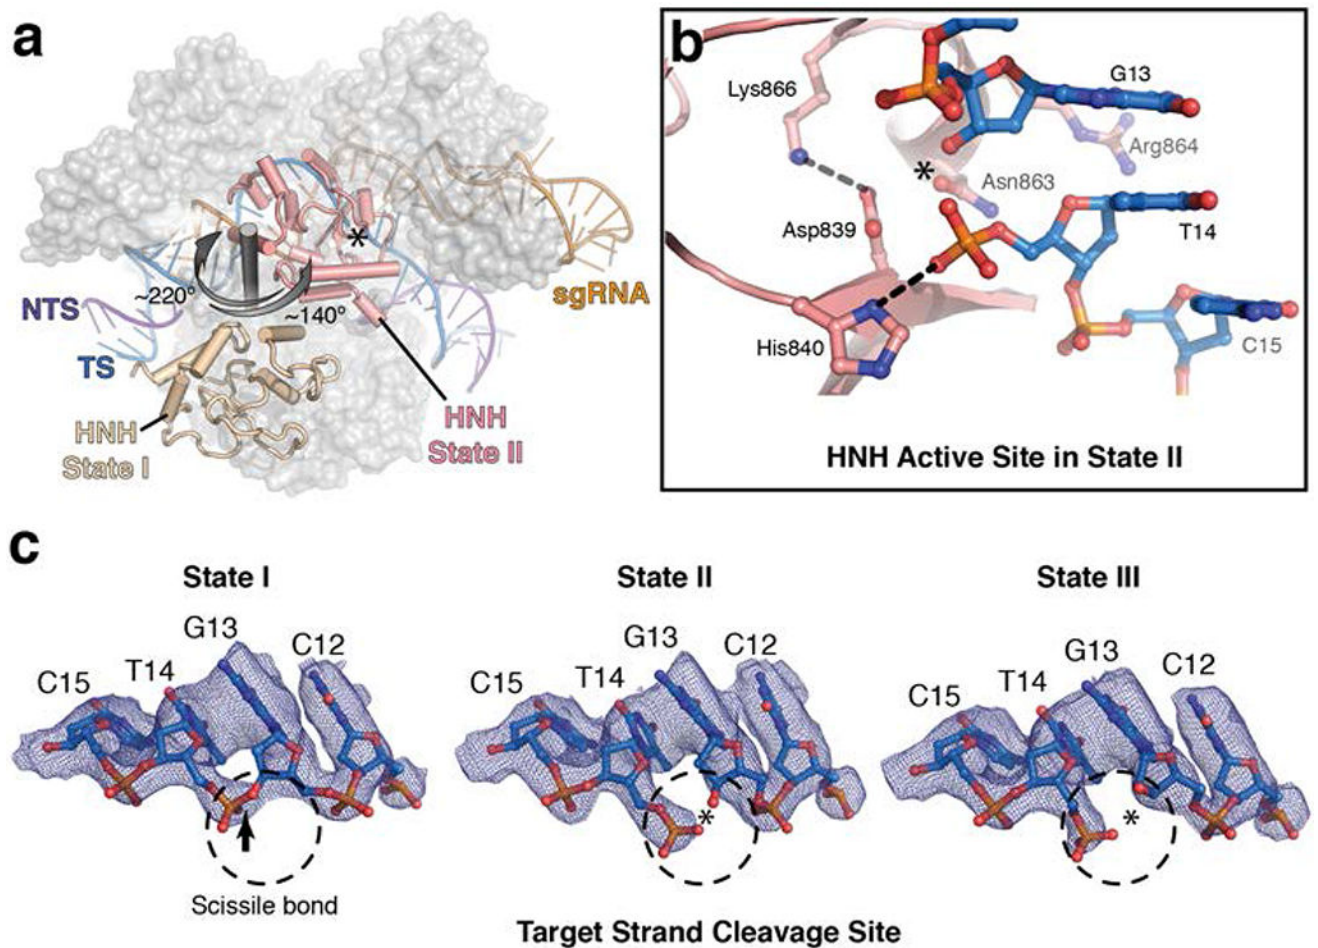 a
NTS
TS
~220°
~140°
*
sgRNA
HNH
State I
HNH
State II
b
Lys866
G13
Arg864
*
Asn863
Asp839
T14
His840
C15
HNH Active Site in State II
c
State I
State II
State III
C15
T14
G13
C12
C15
T14
G13
C12
C15
T14
G13
C12
*
*
Scissile bond
Target Strand Cleavage Site